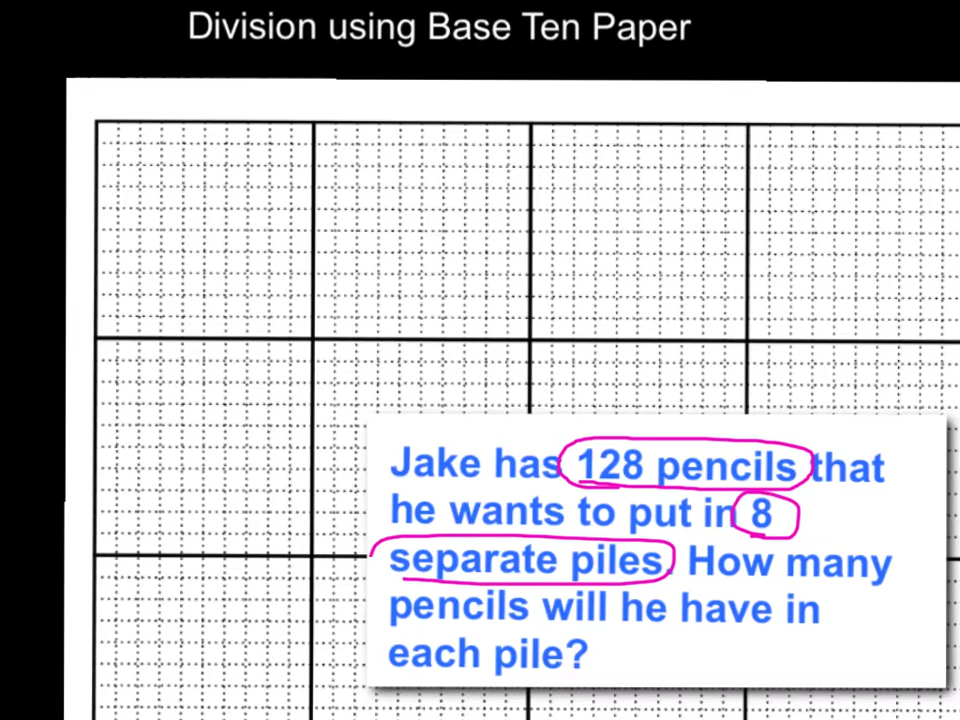 Division using Base Ten Paper
Jake has 128 pencils that
he wants to put in 8
separate piles. How many
pencils will he have in
each pile?